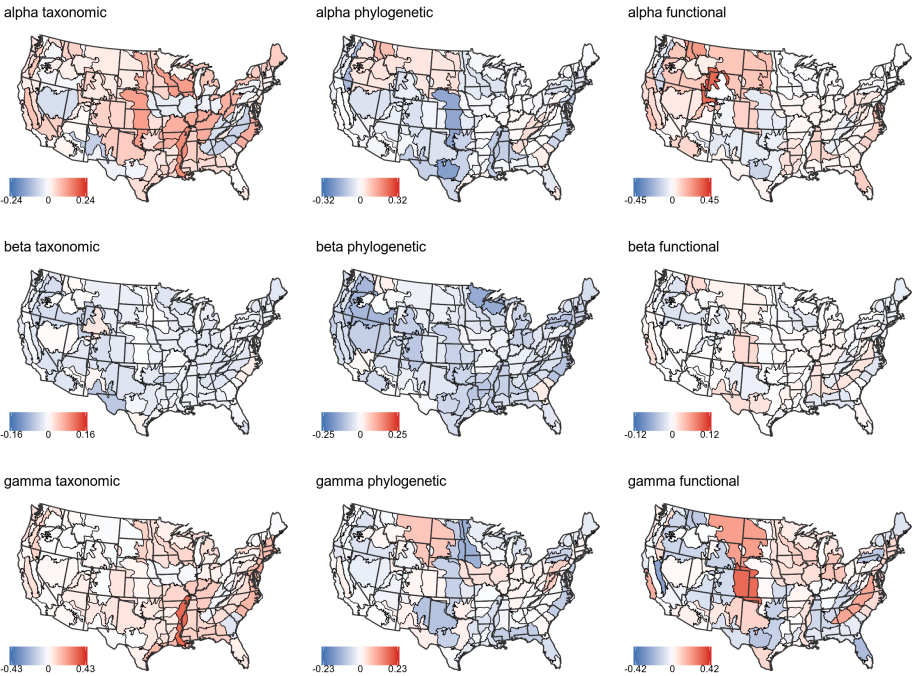 alpha taxonomic
alpha phylogenetic
alpha functional
-0.24 0 0.24
-0.32 0 0.32
-0.45 0 0.45
beta taxonomic
beta phylogenetic
beta functional
-0.16 0 0.16
-0.25 0 0.25
-0.12 0 0.12
gamma taxonomic
gamma phylogenetic
gamma functional
-0.43 0 0.43
-0.23 0 0.23
-0.42 0 0.42